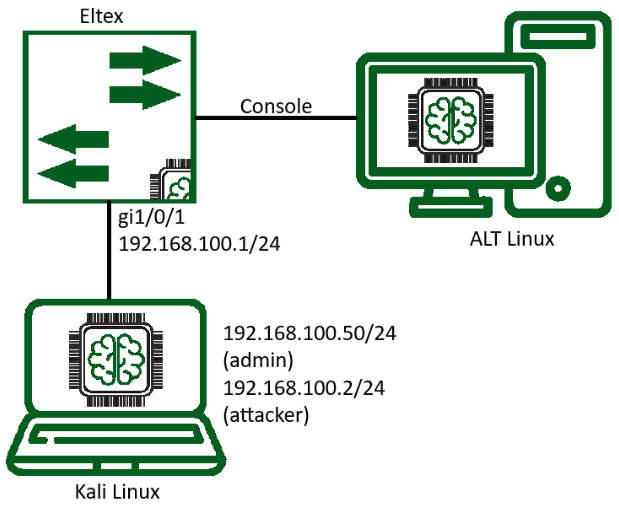 Eltex
Console
gi1/0/1
192.168.100.1/24
ALT Linux
192.168.100.50/24
(admin)
192.168.100.2/24
(attacker)
Kali Linux